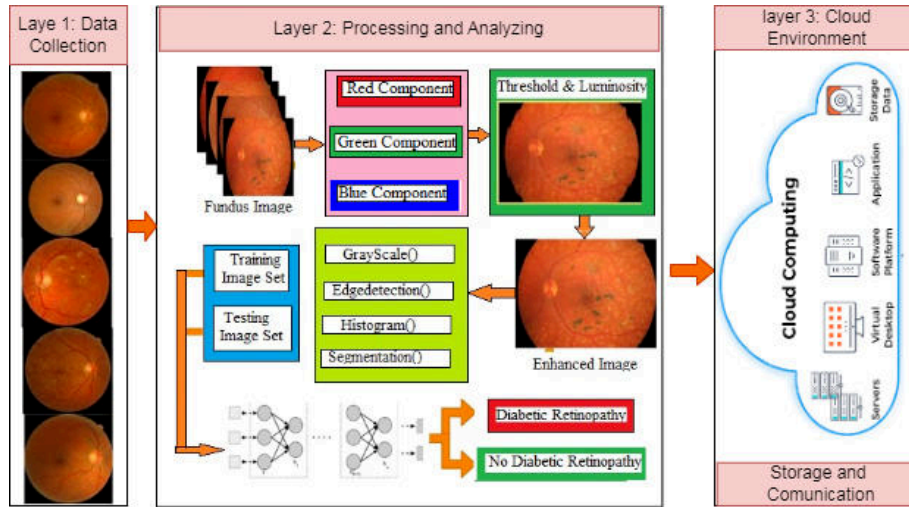 Laye 1: Data
Collection
Layer 2: Processing and Analyzing
layer 3: Cloud
Environment
Fundus Image
Red Component
Green Component
Blue Component
Threshold & Luminosity
Enhanced Image
GrayScale()
Edgedetection()
Histogram()
Segmentation()
Training
Image Set
Testing
Image Set
Diabetic Retinopathy
No Diabetic Retinopathy
Cloud Computing
Storage
Data
Application
Software
Platform
Virtual
Desktop
Servers
Storage and
Comunication